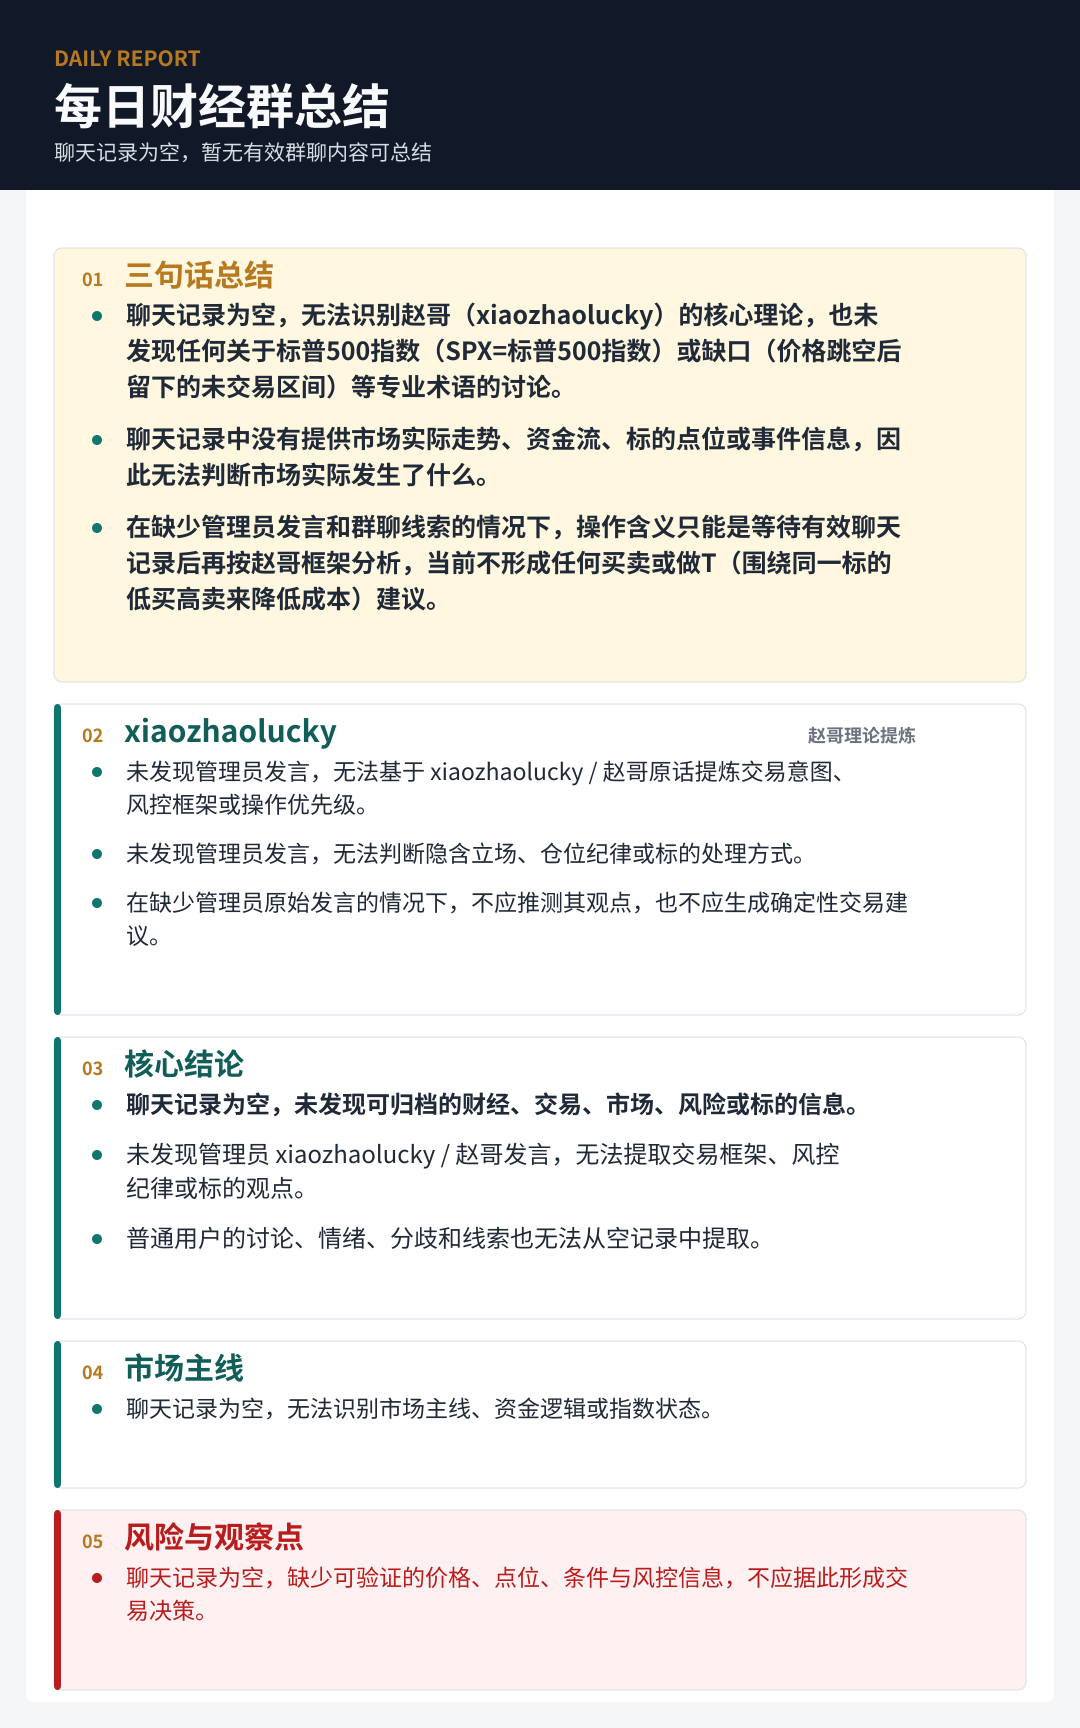 DAILY REPORT
每日财经群总结
聊天记录为空，暂无有效群聊内容可总结
01 三句话总结
聊天记录为空，无法识别赵哥（xiaozhaolucky）的核心理论，也未
发现任何关于标普500指数（SPX=标普500指数）或缺口（价格跳空后
留下的未交易区间）等专业术语的讨论。
聊天记录中没有提供市场实际走势、资金流、标的点位或事件信息，因
此无法判断市场实际发生了什么。
在缺少管理员发言和群聊线索的情况下，操作含义只能是等待有效聊天
记录后再按赵哥框架分析，当前不形成任何买卖或做T（围绕同一标的
低买高卖来降低成本）建议。
02 xiaozhaolucky 赵哥理论提炼
未发现管理员发言，无法基于 xiaozhaolucky / 赵哥原话提炼交易意图、
风控框架或操作优先级。
未发现管理员发言，无法判断隐含立场、仓位纪律或标的处理方式。
在缺少管理员原始发言的情况下，不应推测其观点，也不应生成确定性交易建
议。
03 核心结论
聊天记录为空，未发现可归档的财经、交易、市场、风险或标的信息。
未发现管理员 xiaozhaolucky / 赵哥发言，无法提取交易框架、风控
纪律或标的观点。
普通用户的讨论、情绪、分歧和线索也无法从空记录中提取。
04 市场主线
聊天记录为空，无法识别市场主线、资金逻辑或指数状态。
05 风险与观察点
聊天记录为空，缺少可验证的价格、点位、条件与风控信息，不应据此形成交
易决策。